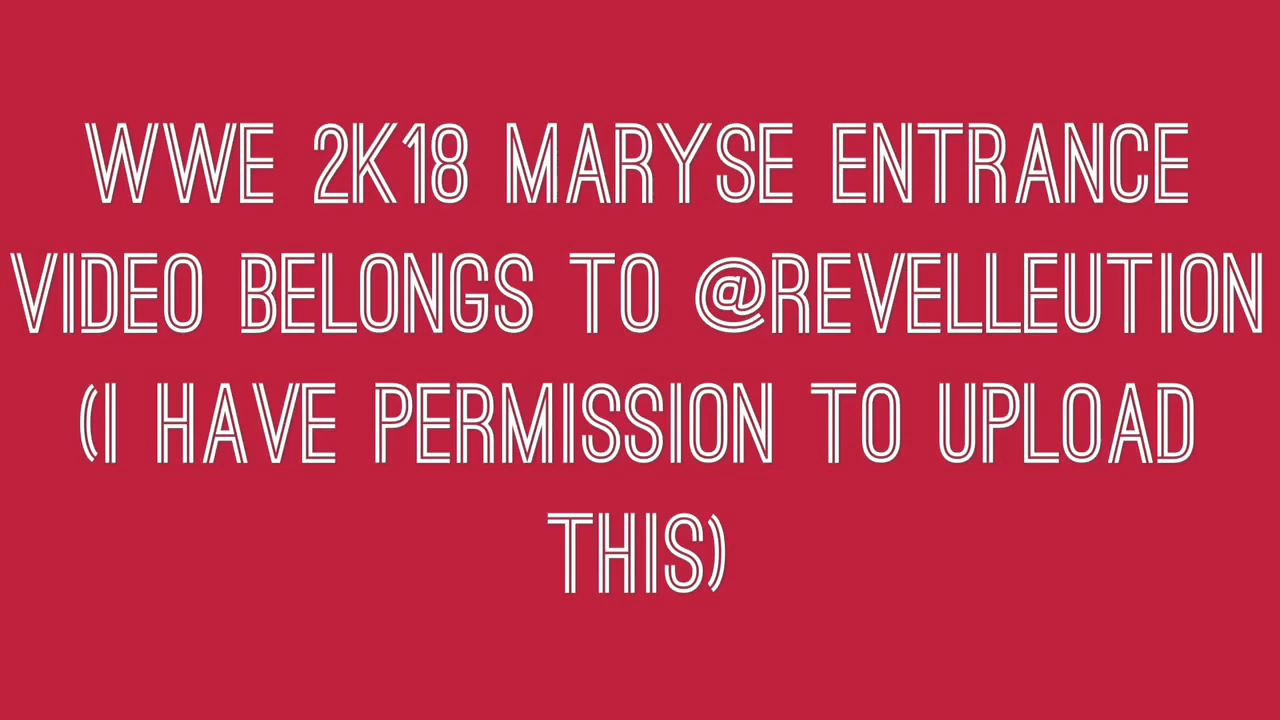 WWE 2K18 MARYSE ENTRANCE
VIDEO BELONGS TO @REVELLEUTION
(I HAVE PERMISSION TO UPLOAD
THIS)